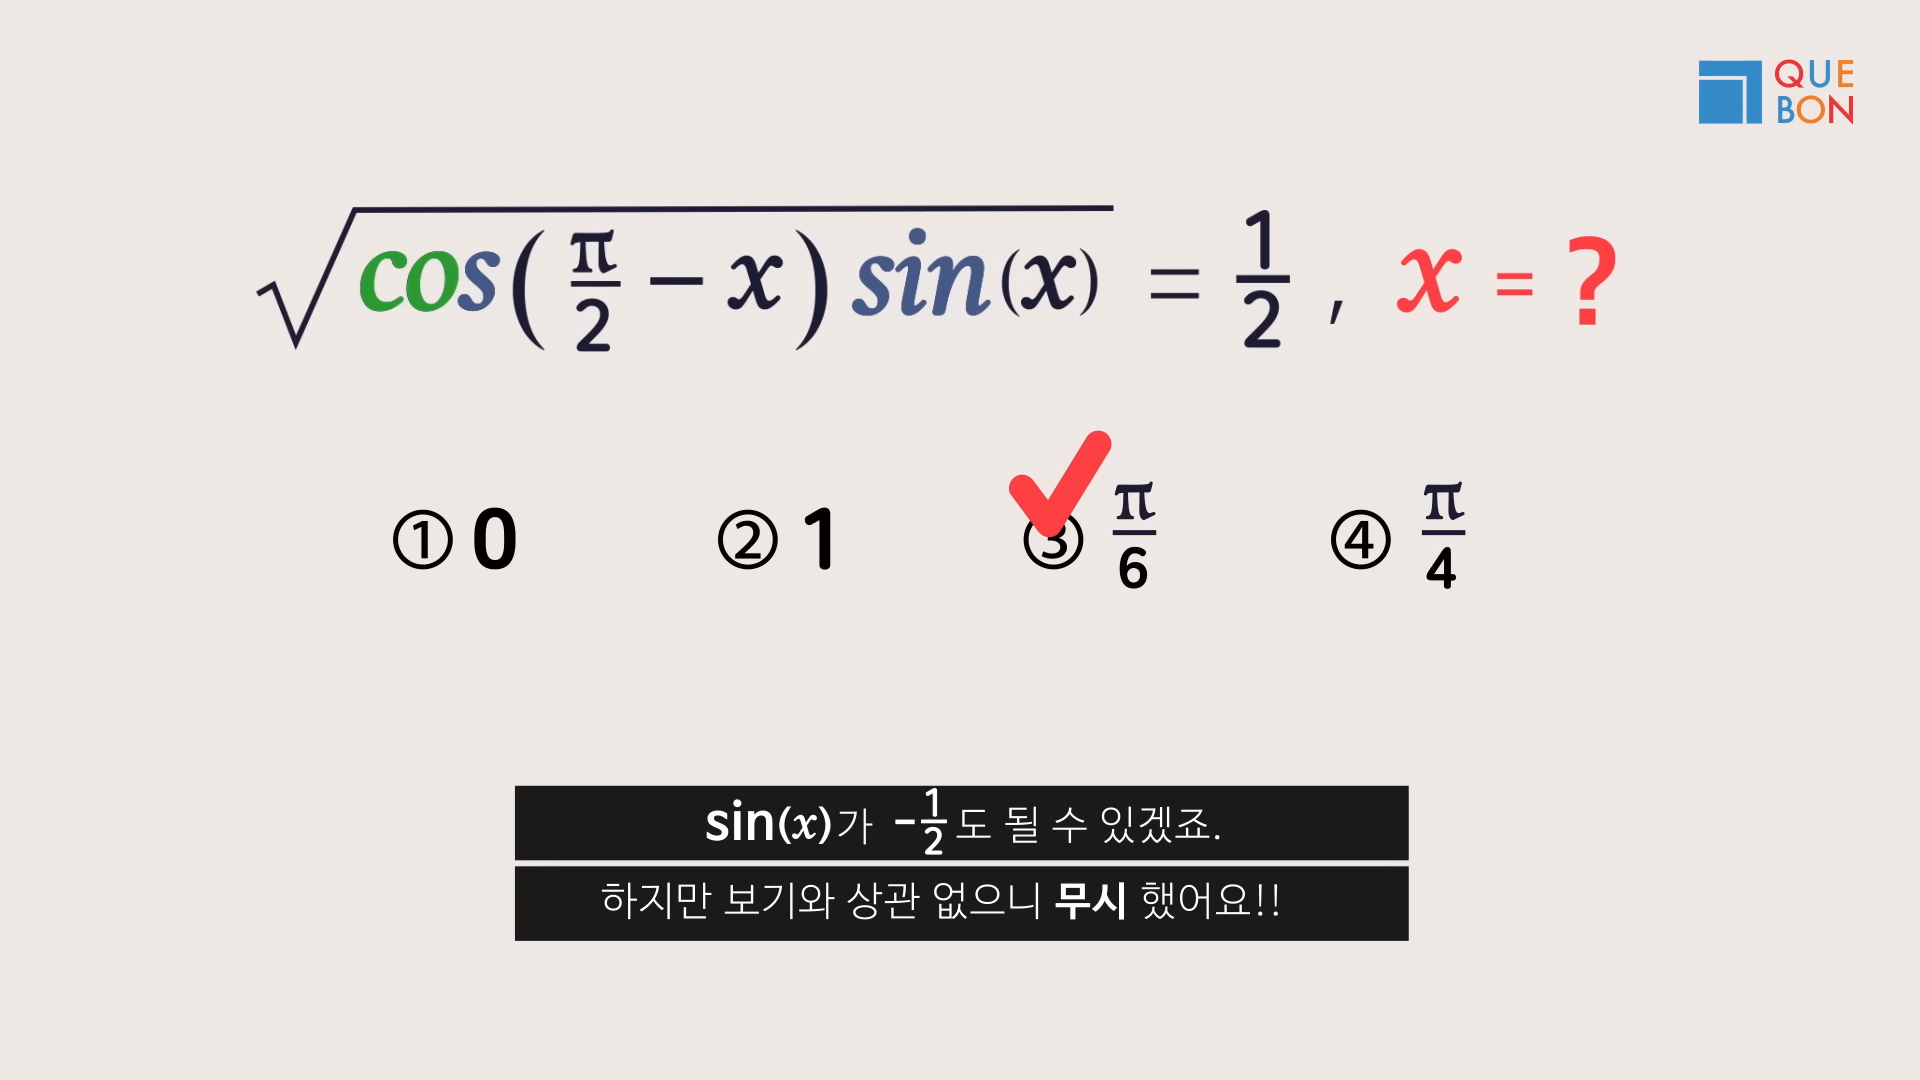 QUE
BON
√(cos(π/2 − x) sin(x)) = 1/2 , x = ?
① 0 ② 1 ③ π/6 ④ π/4
sin(x)가 -1/2도 될 수 있겠죠.
하지만 보기와 상관 없으니 무시 했어요!!